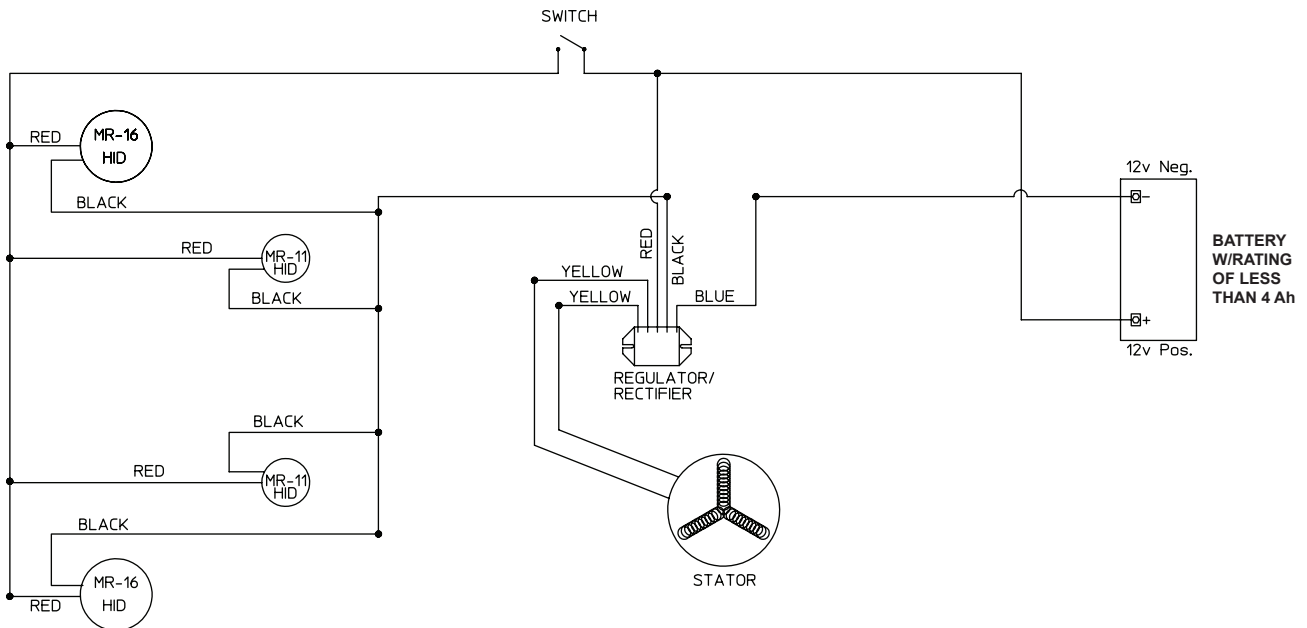 SWITCH
RED
MR-16
HID
BLACK
12v Neg.
RED
MR-11
HID
BLACK
RED
BLACK
YELLOW
YELLOW
BLUE
-
BATTERY
W/RATING
OF LESS
THAN 4 Ah
+
12v Pos.
REGULATOR/
RECTIFIER
BLACK
RED
MR-11
HID
BLACK
MR-16
HID
RED
STATOR